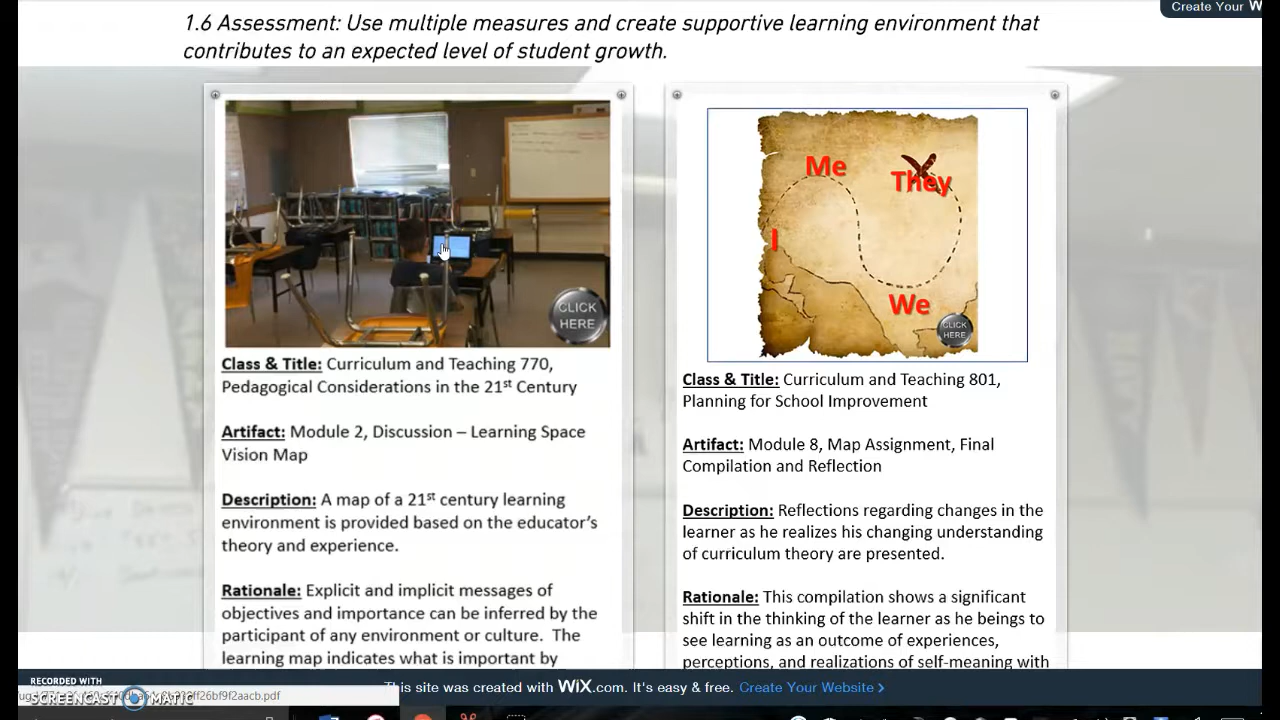 Create Your W
1.6 Assessment: Use multiple measures and create supportive learning environment that
contributes to an expected level of student growth.
CLICK
HERE
Class & Title: Curriculum and Teaching 770,
Pedagogical Considerations in the 21st Century
Artifact: Module 2, Discussion – Learning Space
Vision Map
Description: A map of a 21st century learning
environment is provided based on the educator's
theory and experience.
Rationale: Explicit and implicit messages of
objectives and importance can be inferred by the
participant of any environment or culture. The
learning map indicates what is important by
Me
They
I
We
CLICK
HERE
Class & Title: Curriculum and Teaching 801,
Planning for School Improvement
Artifact: Module 8, Map Assignment, Final
Compilation and Reflection
Description: Reflections regarding changes in the
learner as he realizes his changing understanding
of curriculum theory are presented.
Rationale: This compilation shows a significant
shift in the thinking of the learner as he beings to
see learning as an outcome of experiences,
perceptions, and realizations of self-meaning with
RECORDED WITH
SCREENCAST MATIC
This site was created with WiX.com. It's easy & free. Create Your Website >